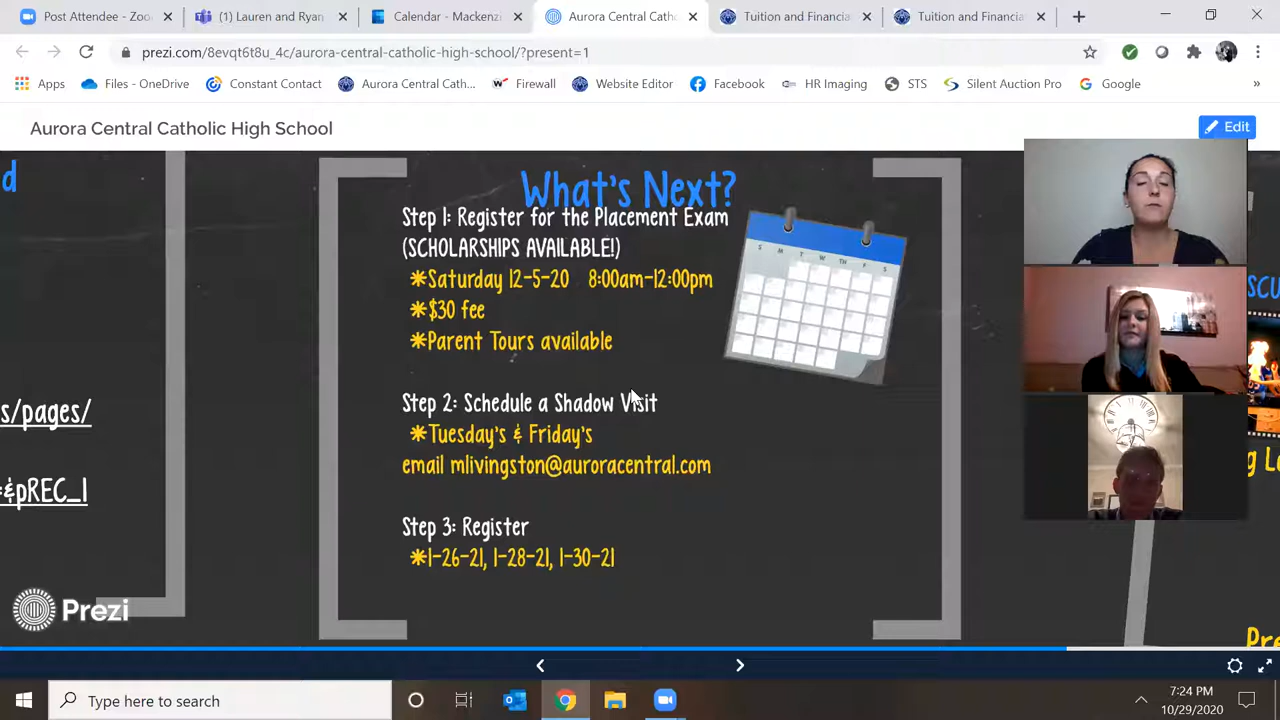 Post Attendee - Zoo
(1) Lauren and Ryan
Calendar - Mackenzi
Aurora Central Catho
Tuition and Financia
Tuition and Financia
prezi.com/8evqt6t8u_4c/aurora-central-catholic-high-school/?present=1
Apps
Files - OneDrive
Constant Contact
Aurora Central Cath...
Firewall
Website Editor
Facebook
HR Imaging
STS
Silent Auction Pro
Google
»
Aurora Central Catholic High School
Edit
d
What's Next?
Step 1: Register for the Placement Exam
(SCHOLARSHIPS AVAILABLE!)
*Saturday 12-5-20 8:00am-12:00pm
*$30 fee
*Parent Tours available
S M T W TH F S
s/pages/
Step 2: Schedule a Shadow Visit
*Tuesday's & Friday's
email mlivingston@auroracentral.com
=&pREC_1
Step 3: Register
*1-26-21, 1-28-21, 1-30-21
SCU
g L
Pre
Prezi
Type here to search
7:24 PM
10/29/2020